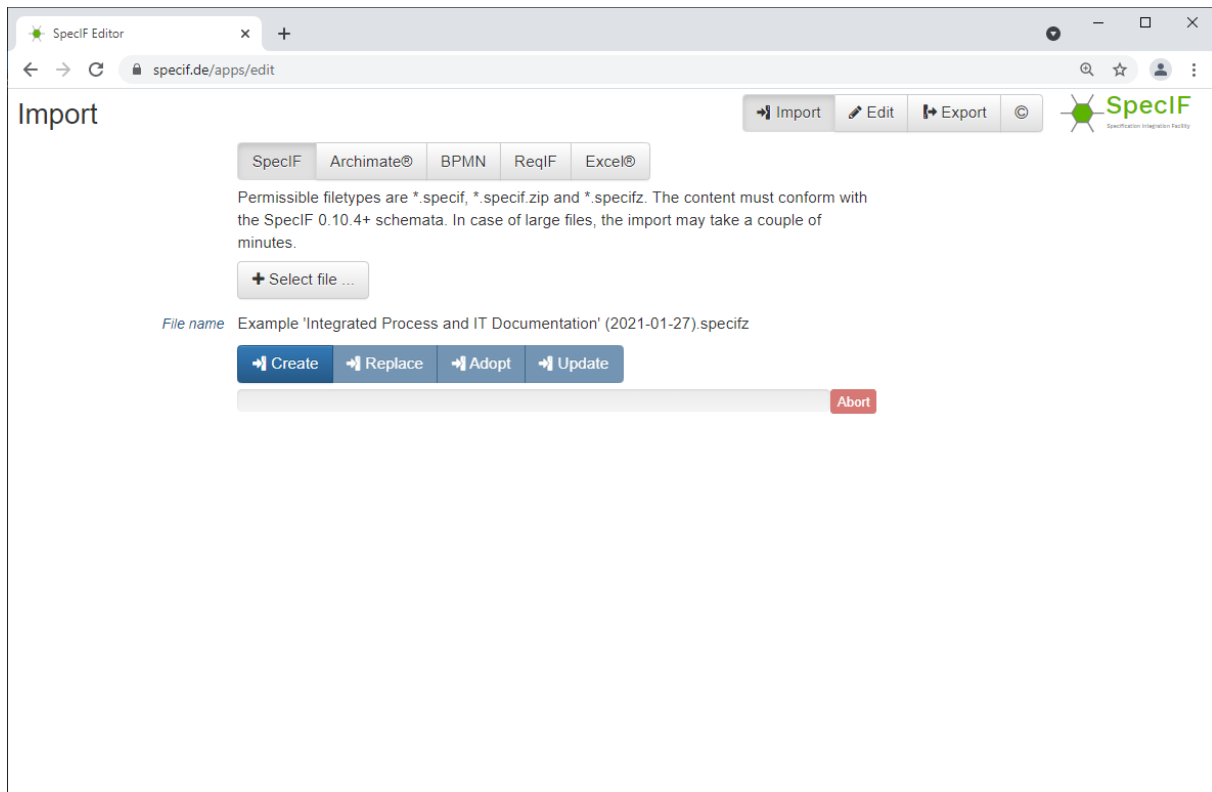 SpecIF Editor
specif.de/apps/edit
Import
Import Edit Export ©
SpecIF
Specification Integration Facility
SpecIF Archimate® BPMN ReqIF Excel®
Permissible filetypes are *.specif, *.specif.zip and *.specifz. The content must conform with
the SpecIF 0.10.4+ schemata. In case of large files, the import may take a couple of
minutes.
Select file ...
File name Example 'Integrated Process and IT Documentation' (2021-01-27).specifz
Create Replace Adopt Update
Abort